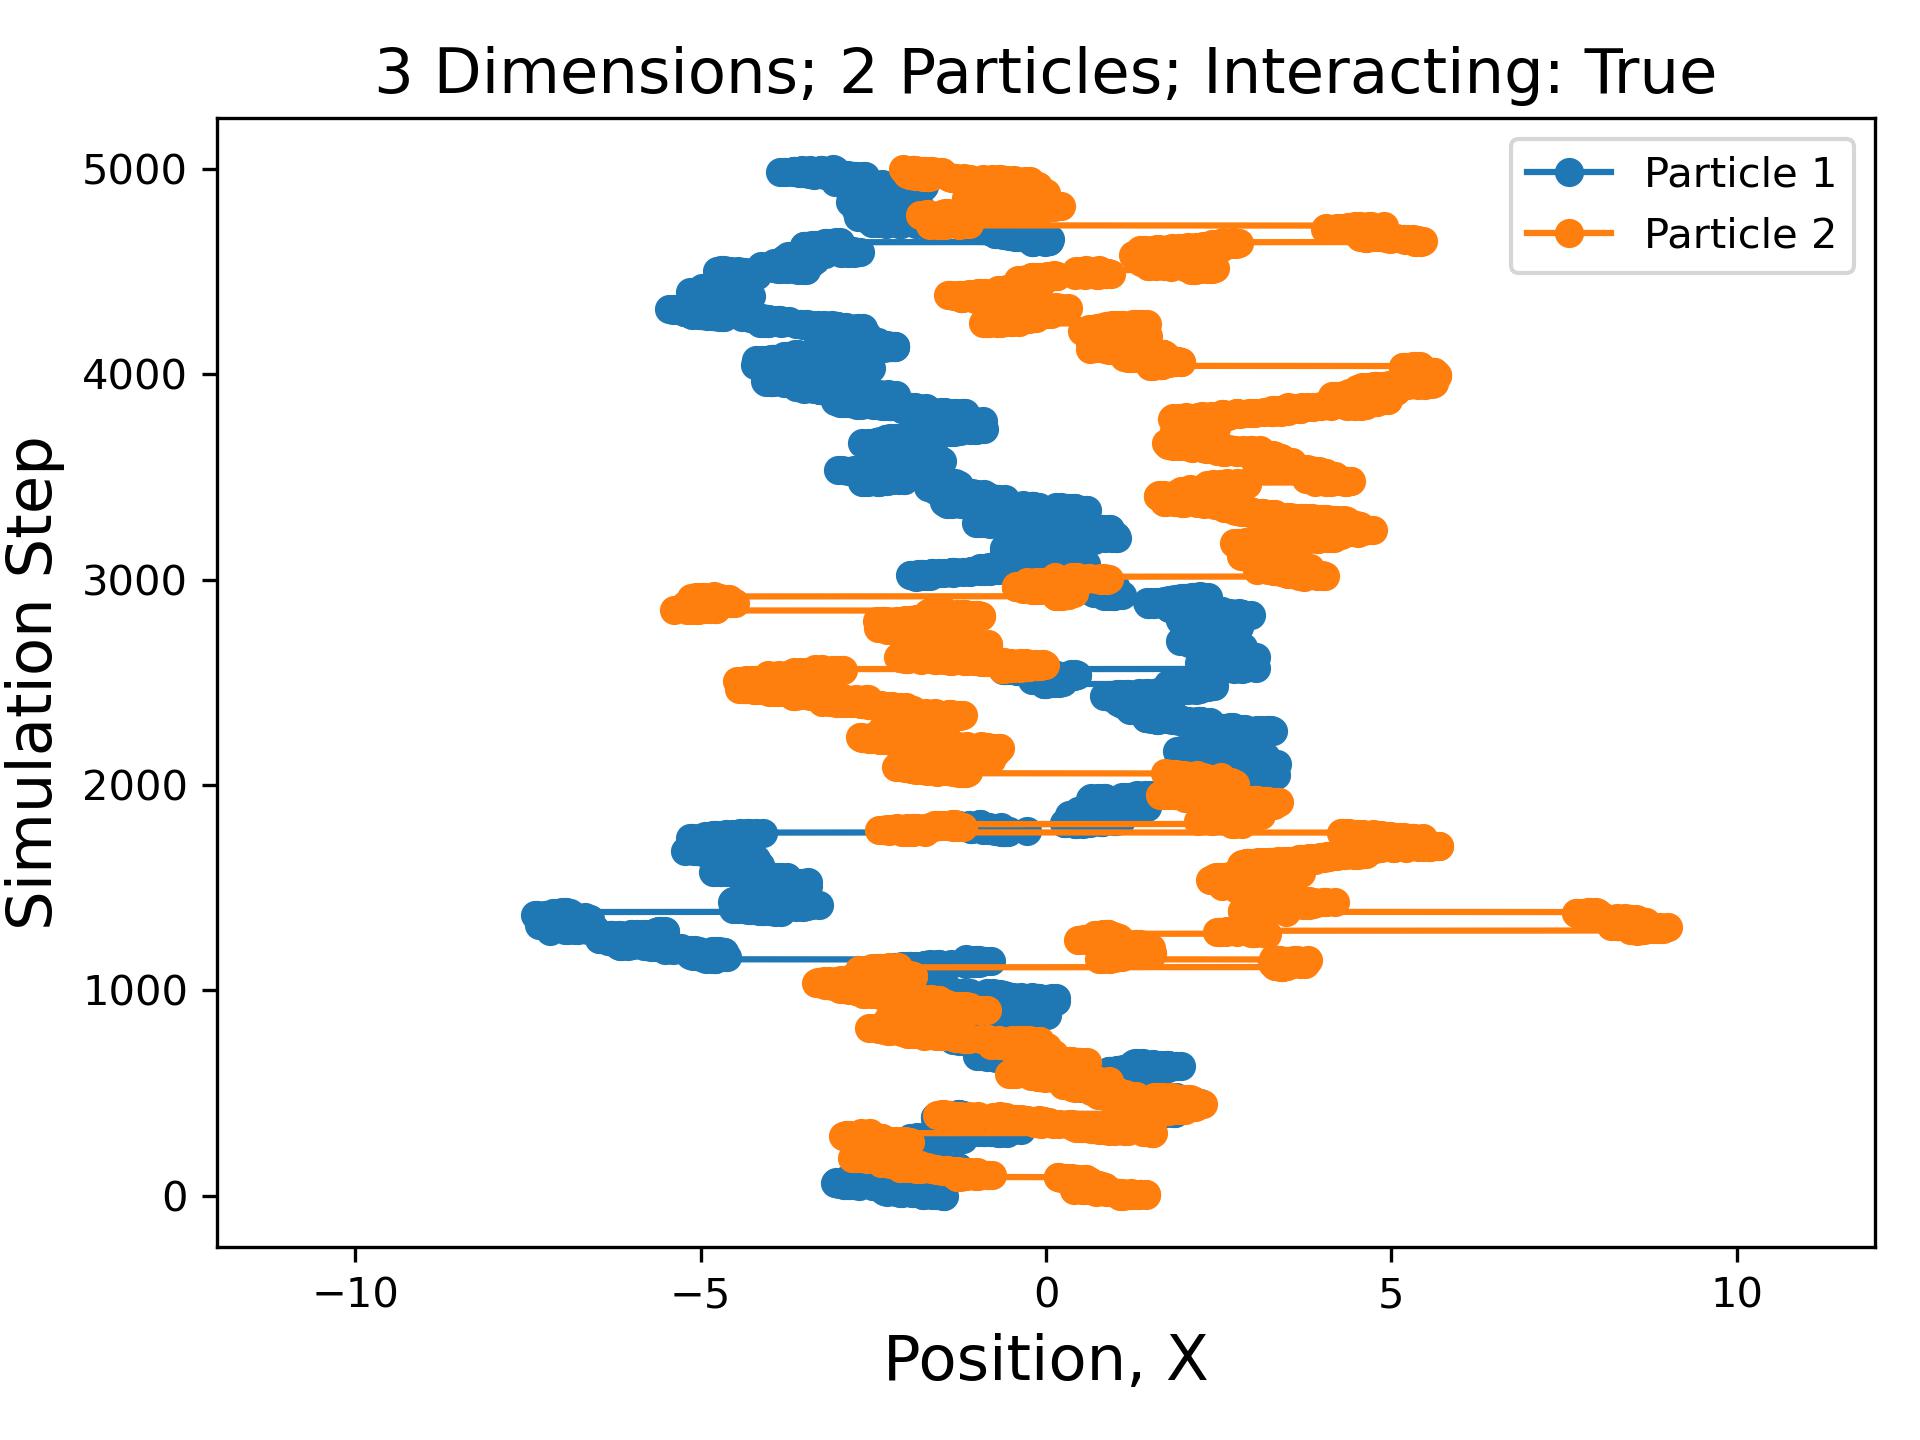 3 Dimensions; 2 Particles; Interacting: True
Particle 1
Particle 2
Simulation Step
5000
4000
3000
2000
1000
0
−10
−5
0
5
10
Position, X